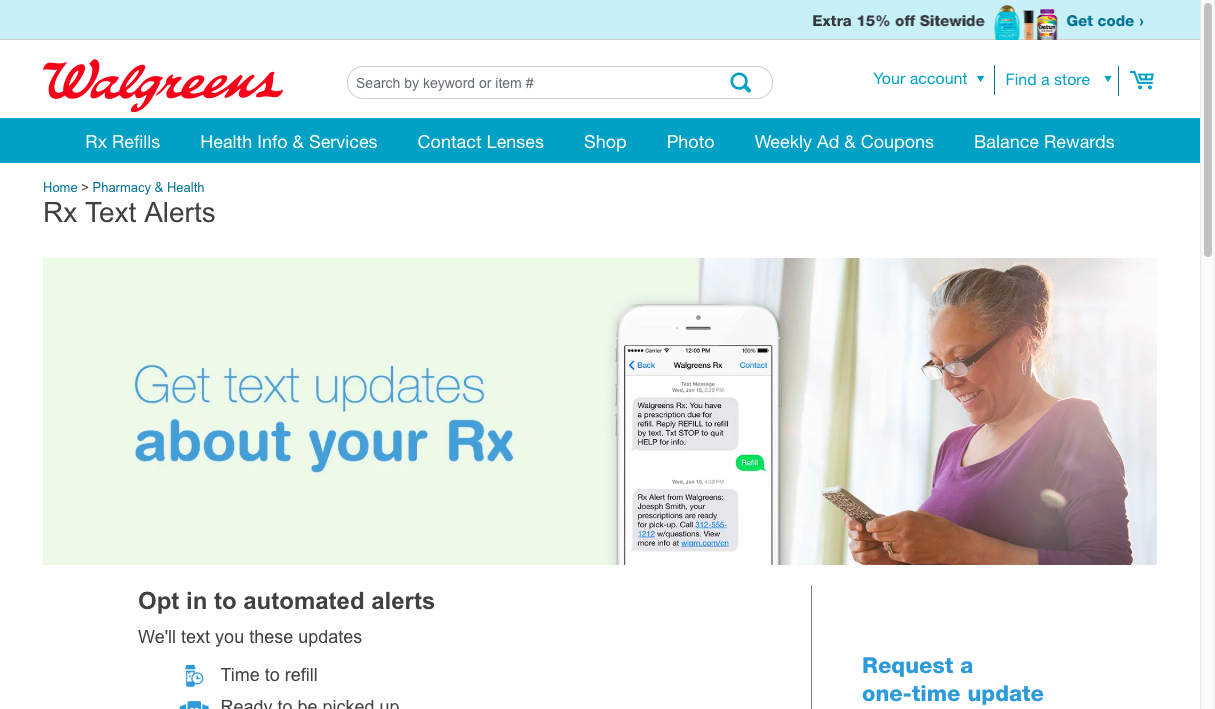 Extra 15% off Sitewide
Get code ›
Walgreens
Search by keyword or item #
Your account ▼
Find a store ▼
Rx Refills
Health Info & Services
Contact Lenses
Shop
Photo
Weekly Ad & Coupons
Balance Rewards
Home > Pharmacy & Health
Rx Text Alerts
Get text updates
about your Rx
Carrier
12:00 PM
100%
Back
Walgreens Rx
Contact
Text Message
Wed, Jan 15, 3:29 PM
Walgreens Rx: You have
a prescription due for
refill. Reply REFILL to refill
by text. Txt STOP to quit
HELP for info.
Refill
Wed, Jan 15, 4:38 PM
Rx Alert from Walgreens:
Joesph Smith, your
prescriptions are ready
for pick-up. Call 312-555-
1212 w/questions. View
more info at wlgrn.com/cn
Opt in to automated alerts
We'll text you these updates
Time to refill
Ready to be picked up
Request a
one-time update